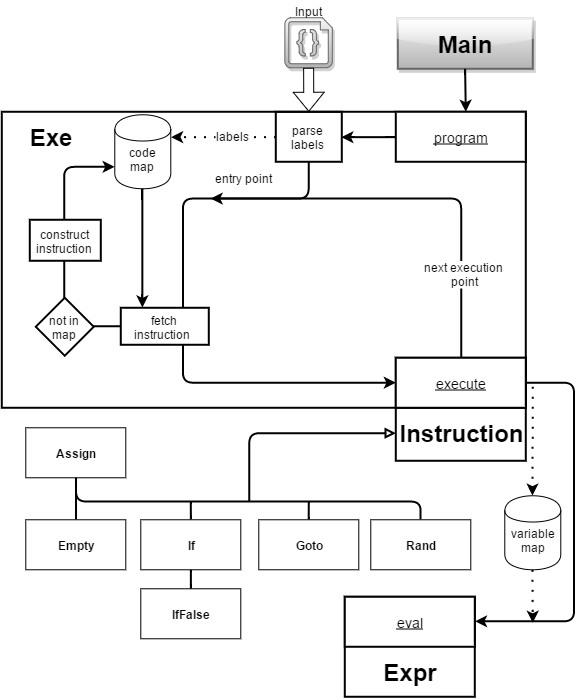 Input
{}
Main
Exe
code
map
labels
parse
labels
program
entry point
construct
instruction
next execution
point
not in
map
fetch
instruction
execute
Instruction
Assign
Empty
If
Goto
Rand
variable
map
IfFalse
eval
Expr